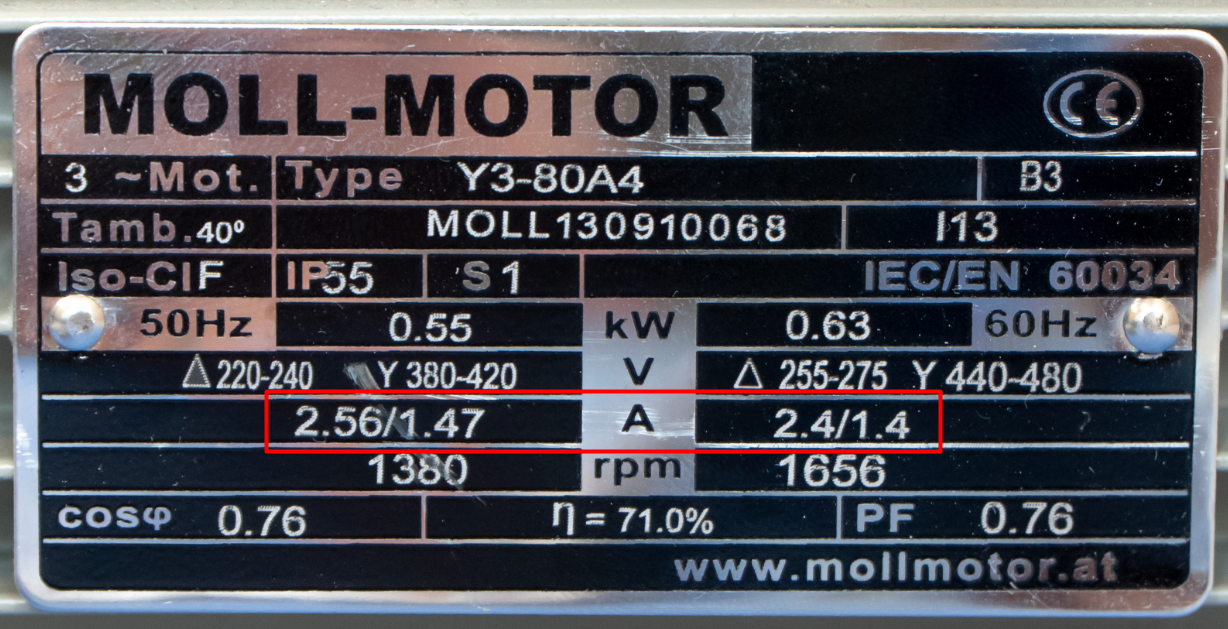 MOLL-MOTOR CE
3 ~Mot. Type Y3-80A4 B3
Tamb.40º MOLL130910068 I13
Iso-Cl F IP55 S1 IEC/EN 60034
50Hz 0.55 kW 0.63 60Hz
Δ 220-240 Y 380-420 V Δ 255-275 Y 440-480
2.56/1.47 A 2.4/1.4
1380 rpm 1656
cosφ 0.76 η = 71.0% PF 0.76
www.mollmotor.at